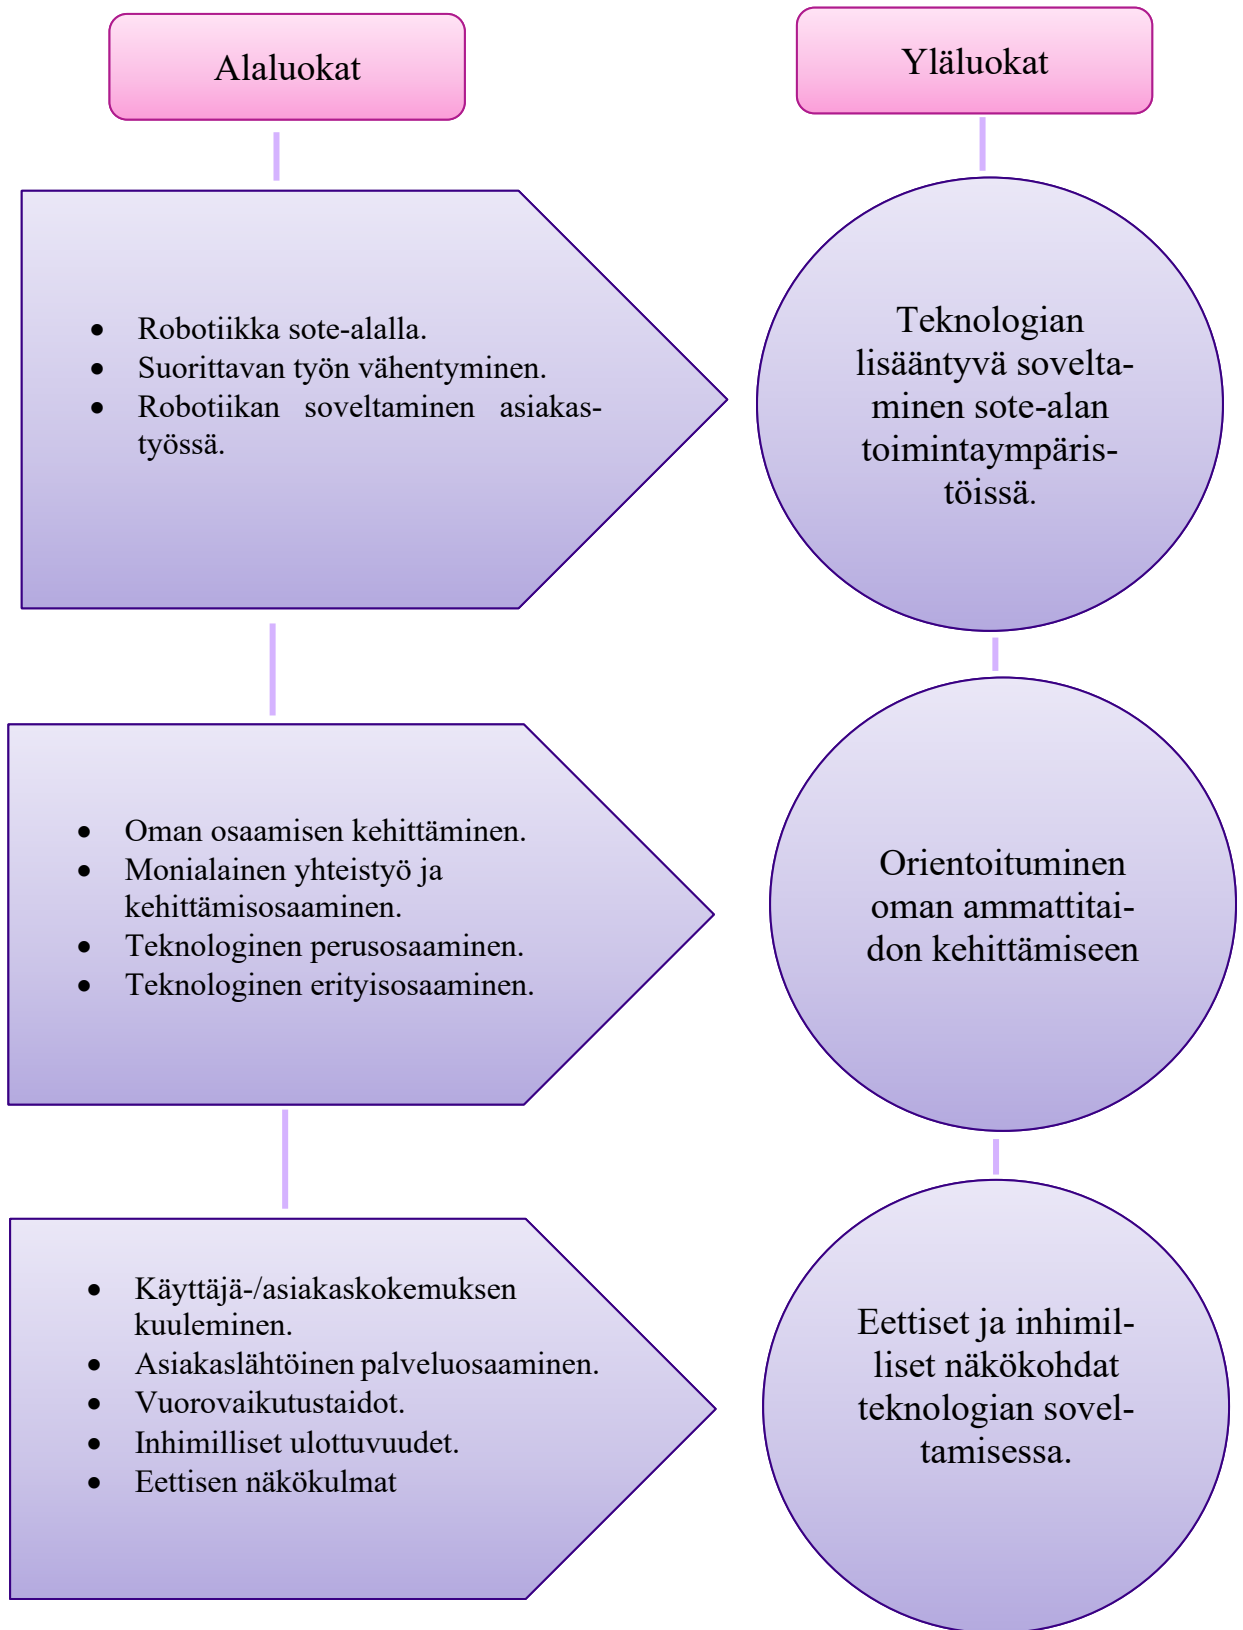 Alaluokat
Yläluokat
• Robotiikka sote-alalla.
• Suorittavan työn vähentyminen.
• Robotiikan soveltaminen asiakas-
työssä.
Teknologian
lisääntyvä sovelta-
minen sote-alan
toimintaympäris-
töissä.
• Oman osaamisen kehittäminen.
• Monialainen yhteistyö ja
kehittämisosaaminen.
• Teknologinen perusosaaminen.
• Teknologinen erityisosaaminen.
Orientoituminen
oman ammattitai-
don kehittämiseen
• Käyttäjä-/asiakaskokemuksen
kuuleminen.
• Asiakaslähtöinen palveluosaaminen.
• Vuorovaikutustaidot.
• Inhimilliset ulottuvuudet.
• Eettisen näkökulmat
Eettiset ja inhimil-
liset näkökohdat
teknologian sovel-
tamisessa.